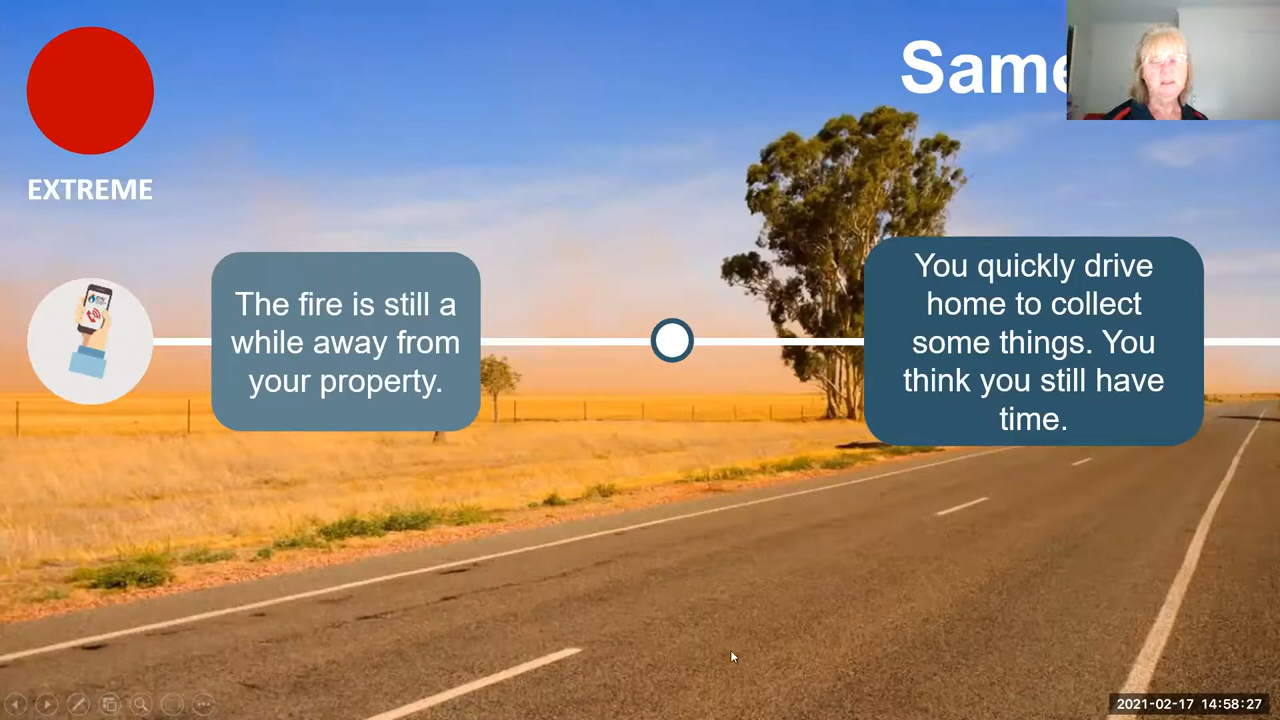 Same
EXTREME
The fire is still a
while away from
your property.
You quickly drive
home to collect
some things. You
think you still have
time.
2021-02-17 14:58:27